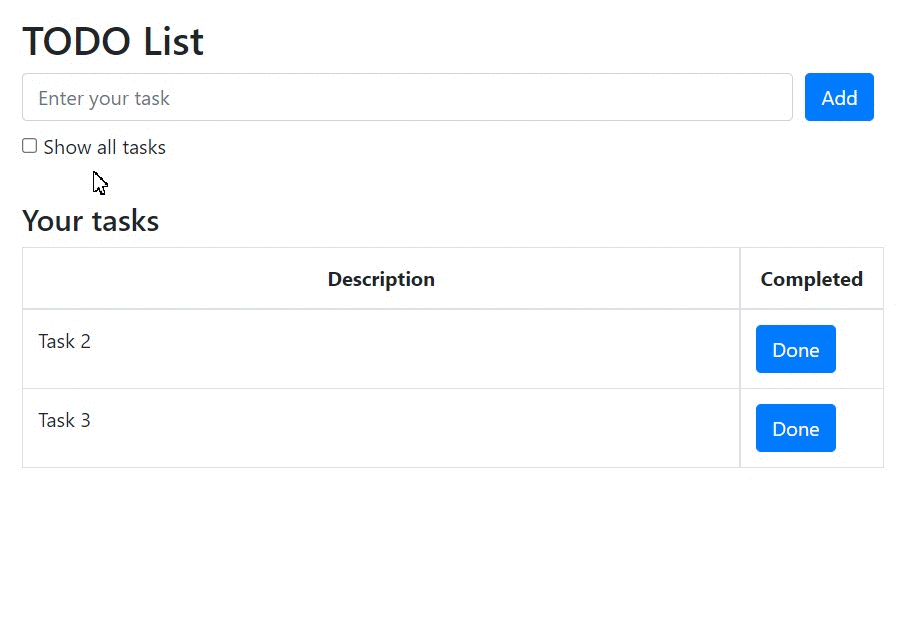 TODO List
Enter your task
Add
Show all tasks
Your tasks
Description Completed
Task 2 Done
Task 3 Done